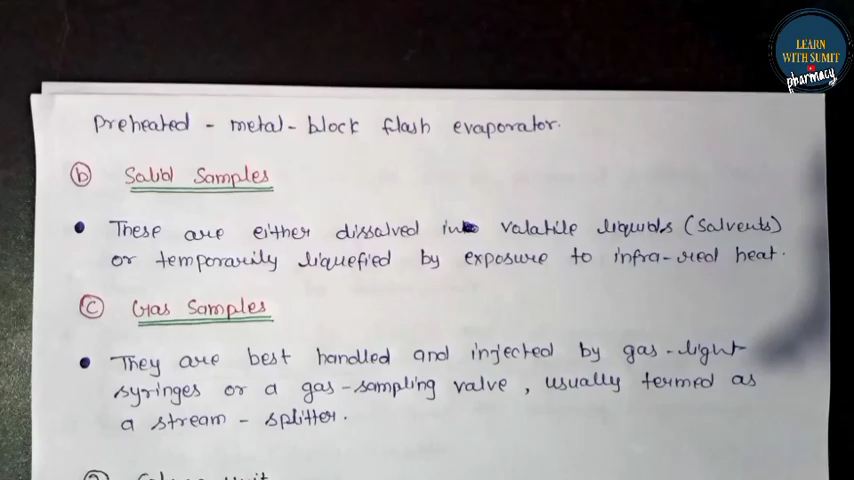 LEARN
WITH SUMIT
pharmacy
Preheated - metal - block flash evaporator.
(b) Solid Samples
• These are either dissolved in volatile liquids (Solvents)
or temporarily liquefied by exposure to infra-red heat.
(c) Gas Samples
• They are best handled and injected by gas-light
syringes or a gas-sampling valve, usually termed as
a stream - splitter.